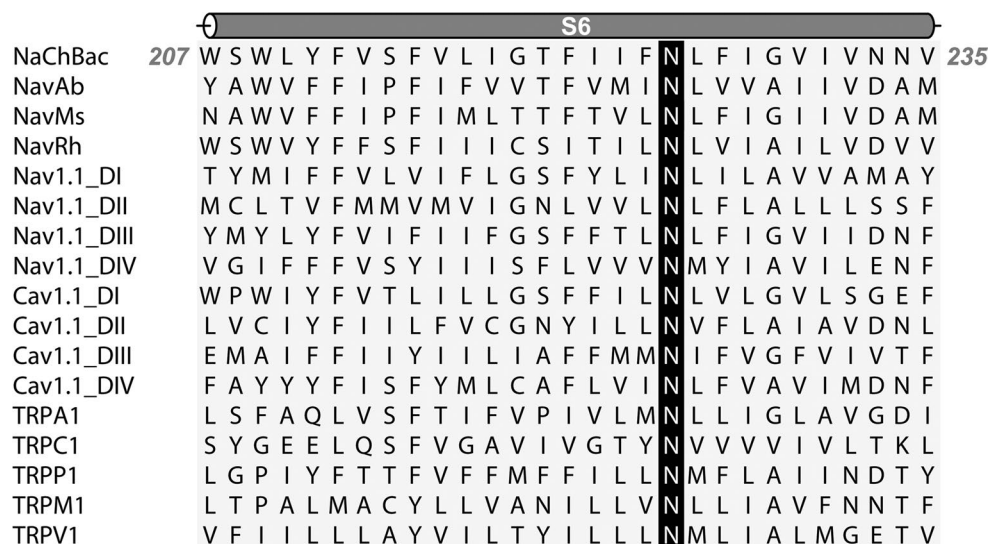 S6
NaChBac 207 W S W L Y F V S F V L I G T F I I F N L F I G V I V N N V 235
NavAb Y A W V F F I P F I F V V T F V M I N L V V A I I V D A M
NavMs N A W V F F I P F I M L T T F T V L N L F I G I I V D A M
NavRh W S W V Y F F S F I I I C S I T I L N L V I A I L V D V V
Nav1.1_DI T Y M I F F V L V I F L G S F Y L I N L I L A V V A M A Y
Nav1.1_DII M C L T V F M M V M V I G N L V V L N L F L A L L L S S F
Nav1.1_DIII Y M Y L Y F V I F I I F G S F F T L N L F I G V I I D N F
Nav1.1_DIV V G I F F F V S Y I I I S F L V V V N M Y I A V I L E N F
Cav1.1_DI W P W I Y F V T L I L L G S F F I L N L V L G V L S G E F
Cav1.1_DII L V C I Y F I I L F V C G N Y I L L N V F L A I A V D N L
Cav1.1_DIII E M A I F F I I Y I I L I A F F M M N I F V G F V I V T F
Cav1.1_DIV F A Y Y Y F I S F Y M L C A F L V I N L F V A V I M D N F
TRPA1 L S F A Q L V S F T I F V P I V L M N L L I G L A V G D I
TRPC1 S Y G E E L Q S F V G A V I V G T Y N V V V V I V L T K L
TRPP1 L G P I Y F T T F V F F M F F I L L N M F L A I I N D T Y
TRPM1 L T P A L M A C Y L L V A N I L L V N L L I A V F N N T F
TRPV1 V F I I L L L A Y V I L T Y I L L L N M L I A L M G E T V